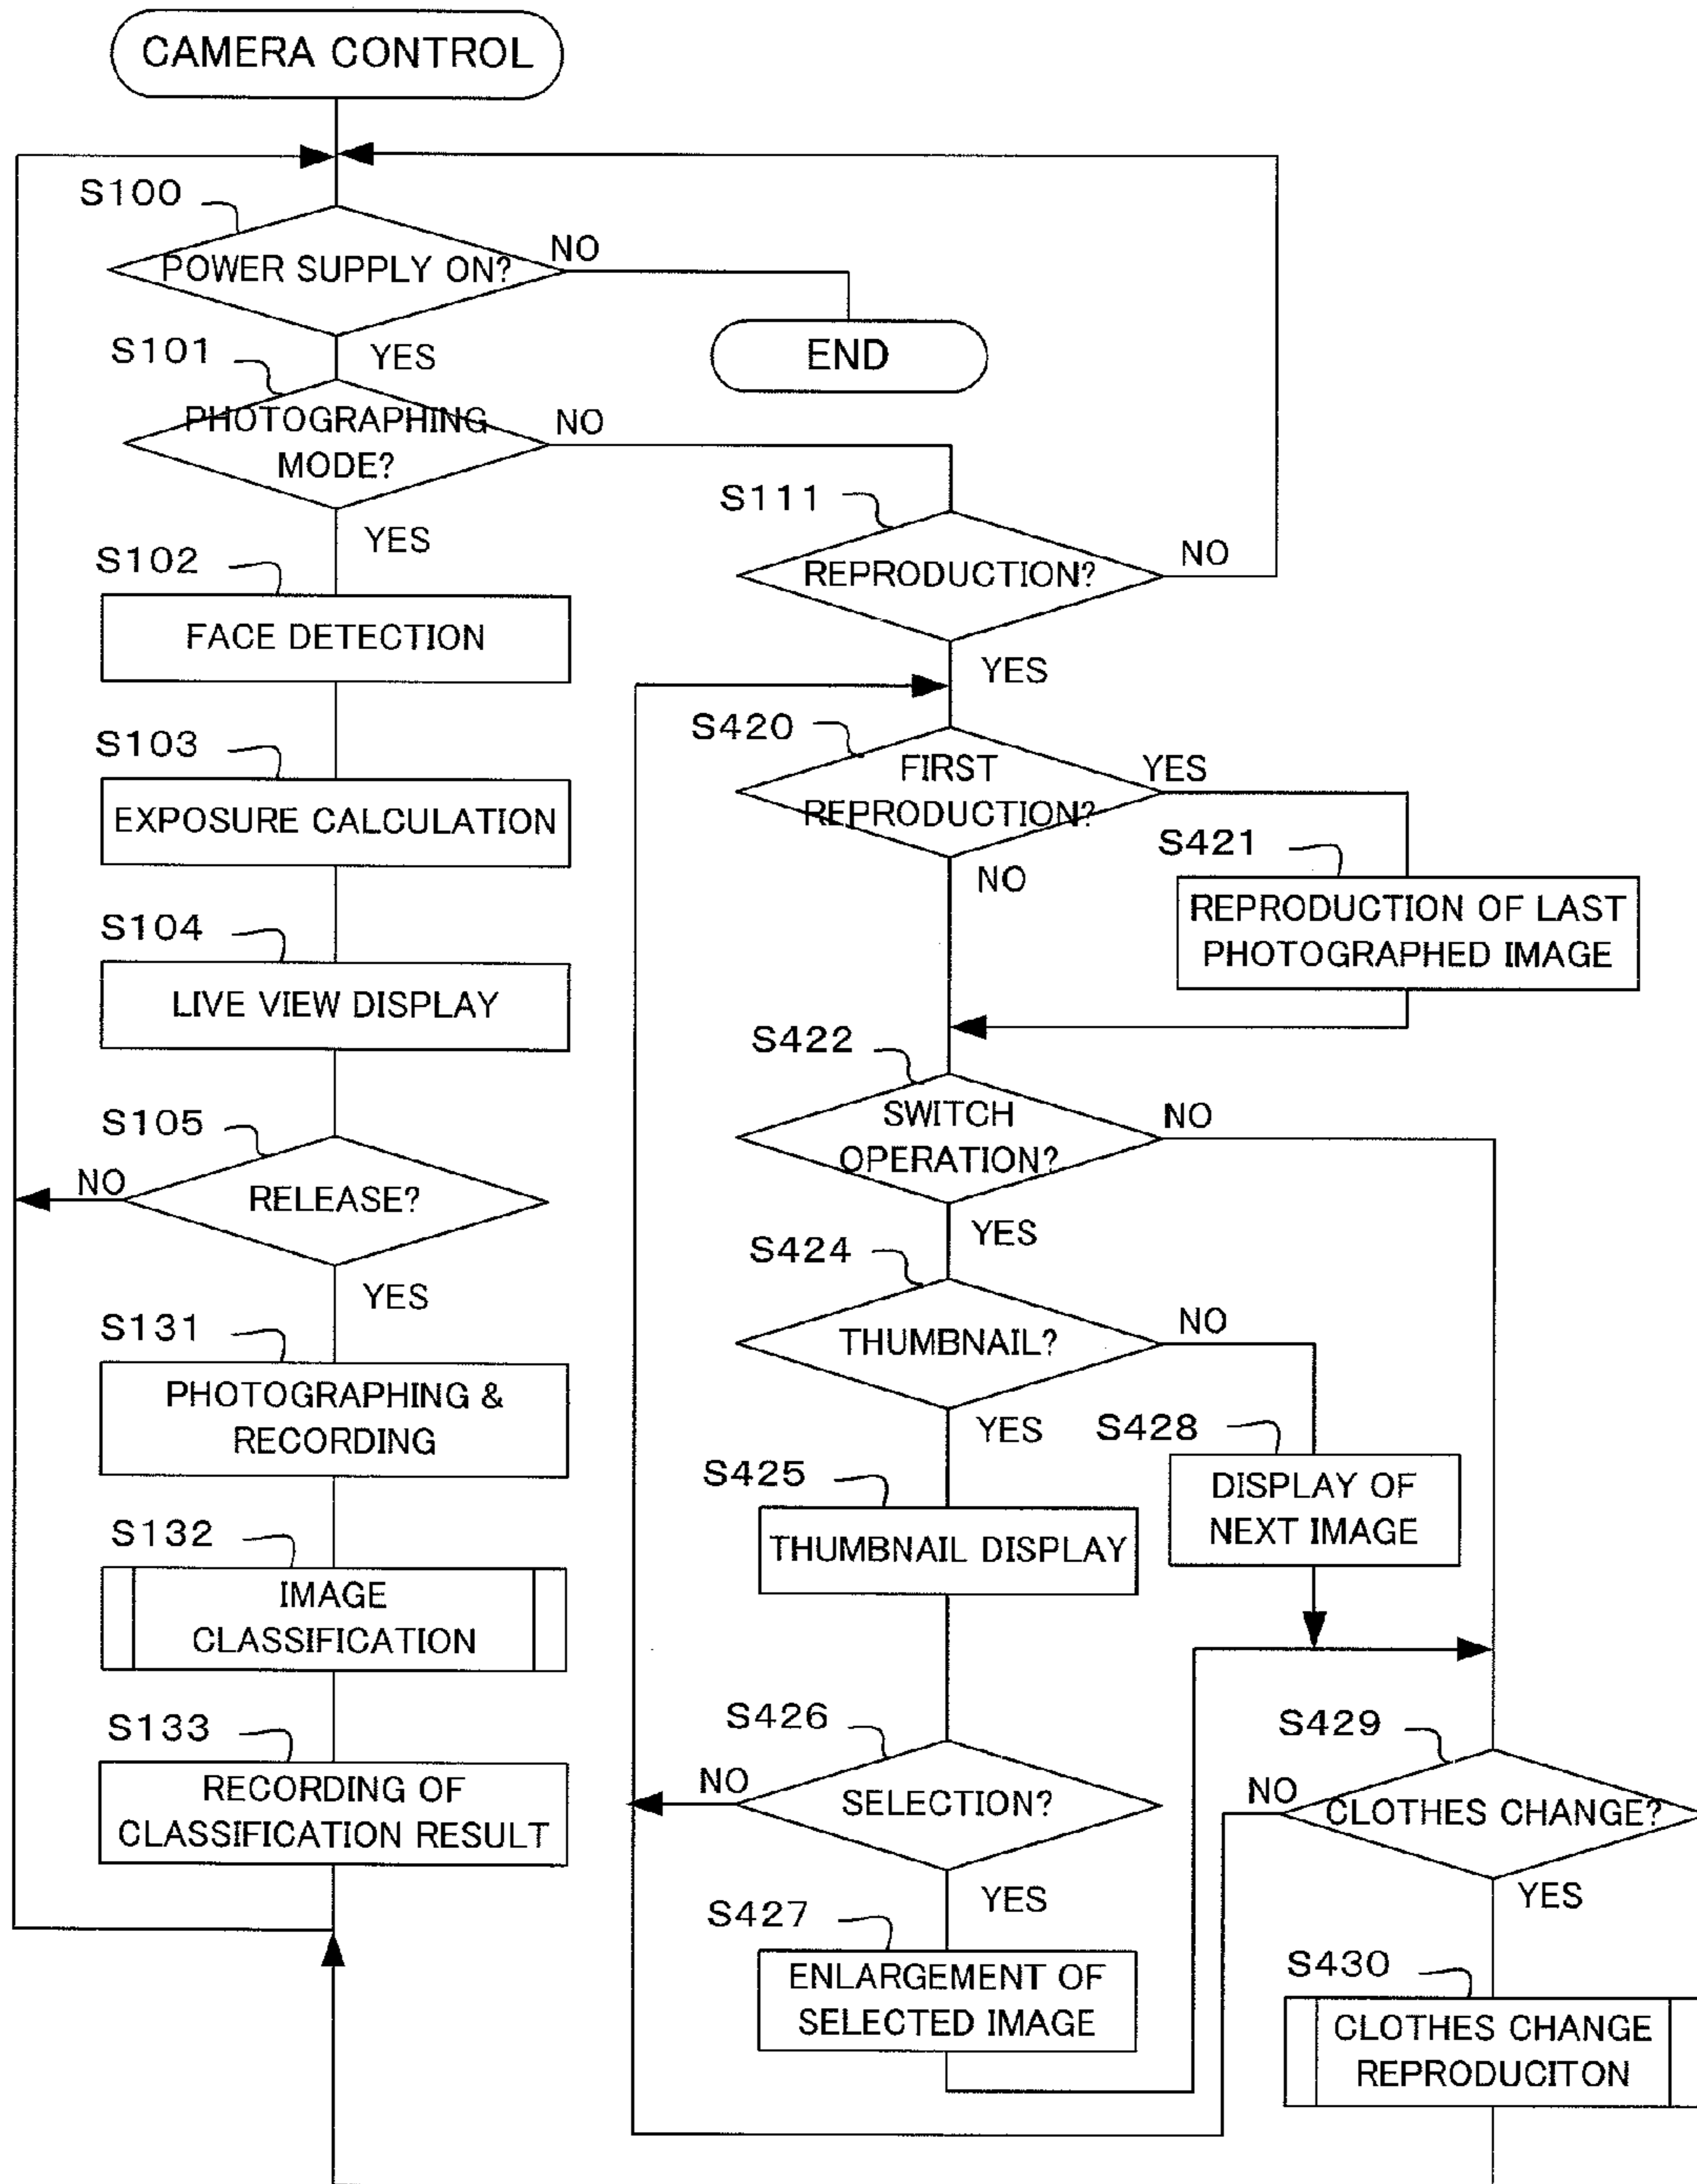 CAMERA CONTROL
S100
POWER SUPPLY ON?
NO
END
YES
S101
PHOTOGRAPHING
MODE?
NO
YES
S102
FACE DETECTION
S103
EXPOSURE CALCULATION
S104
LIVE VIEW DISPLAY
S105
RELEASE?
NO
YES
S131
PHOTOGRAPHING &
RECORDING
S132
IMAGE
CLASSIFICATION
S133
RECORDING OF
CLASSIFICATION RESULT
S111
REPRODUCTION?
NO
YES
S420
FIRST
REPRODUCTION?
YES
NO
S421
REPRODUCTION OF LAST
PHOTOGRAPHED IMAGE
S422
SWITCH
OPERATION?
NO
YES
S424
THUMBNAIL?
NO
YES
S428
DISPLAY OF
NEXT IMAGE
S425
THUMBNAIL DISPLAY
S426
SELECTION?
NO
YES
S427
ENLARGEMENT OF
SELECTED IMAGE
S429
CLOTHES CHANGE?
NO
YES
S430
CLOTHES CHANGE
REPRODUCITON